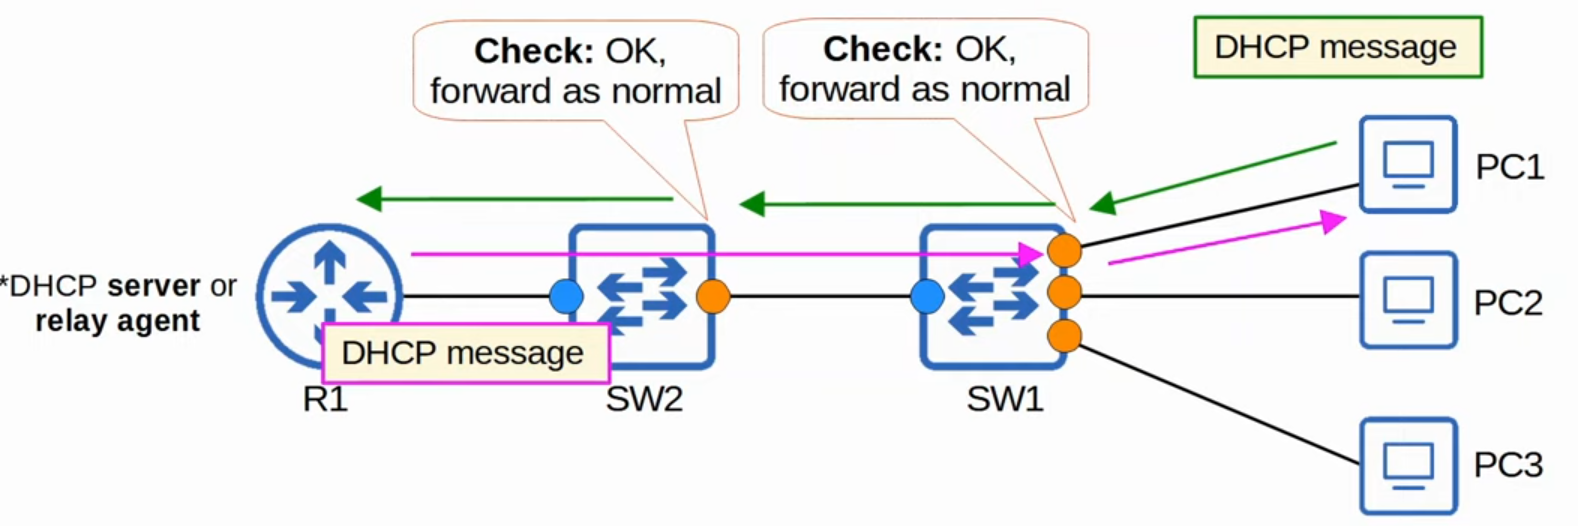 Check: OK,
forward as normal
Check: OK,
forward as normal
DHCP message
PC1
*DHCP server or
relay agent
PC2
DHCP message
R1
SW2
SW1
PC3